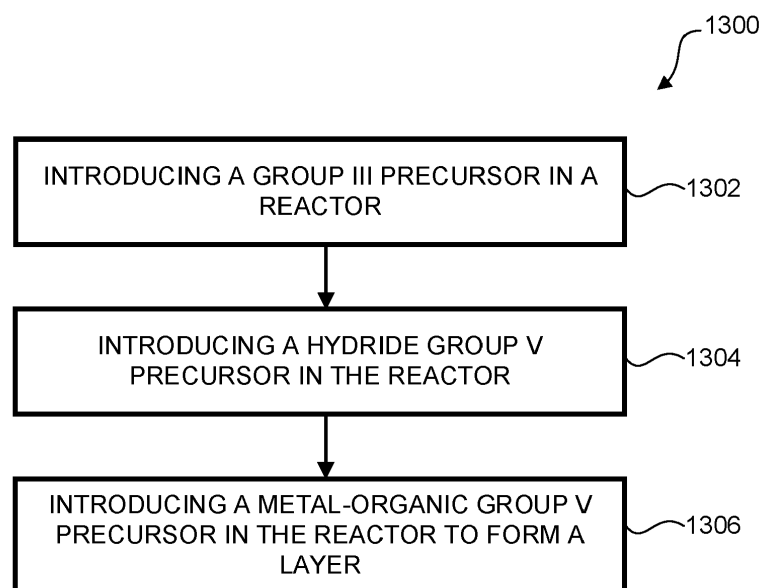 1300
INTRODUCING A GROUP III PRECURSOR IN A
REACTOR
1302
INTRODUCING A HYDRIDE GROUP V
PRECURSOR IN THE REACTOR
1304
INTRODUCING A METAL-ORGANIC GROUP V
PRECURSOR IN THE REACTOR TO FORM A
LAYER
1306